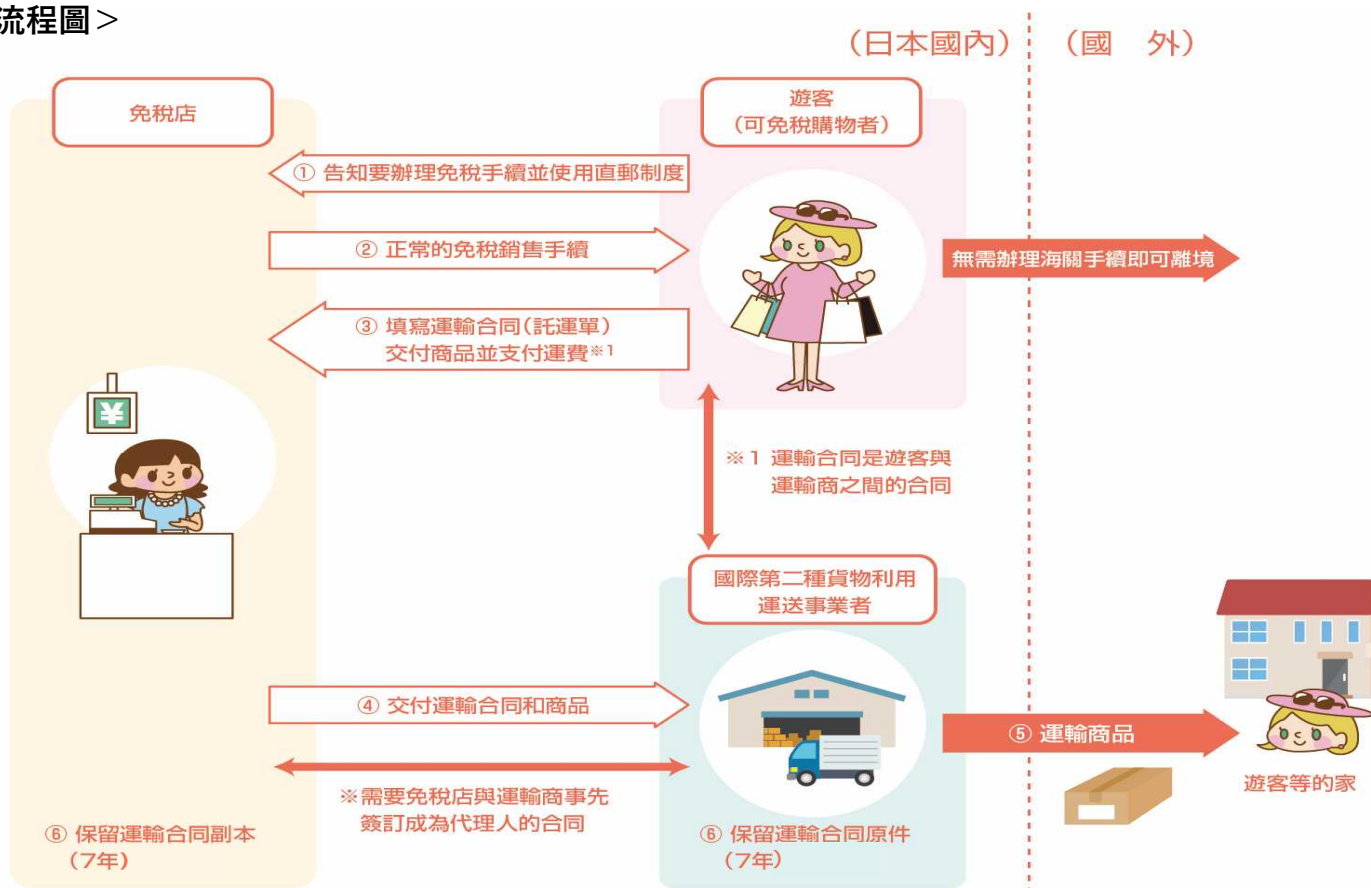 流程圖＞
（日本國內）
（國　外）
免稅店
遊客
（可免稅購物者）
① 告知要辦理免稅手續並使用直郵制度
② 正常的免稅銷售手續
無需辦理海關手續即可離境
③ 填寫運輸合同（託運單）
交付商品並支付運費※1
¥
※1 運輸合同是遊客與
運輸商之間的合同
國際第二種貨物利用
運送事業者
④ 交付運輸合同和商品
⑤ 運輸商品
※需要免稅店與運輸商事先
簽訂成為代理人的合同
遊客等的家
⑥ 保留運輸合同副本
（7年）
⑥ 保留運輸合同原件
（7年）